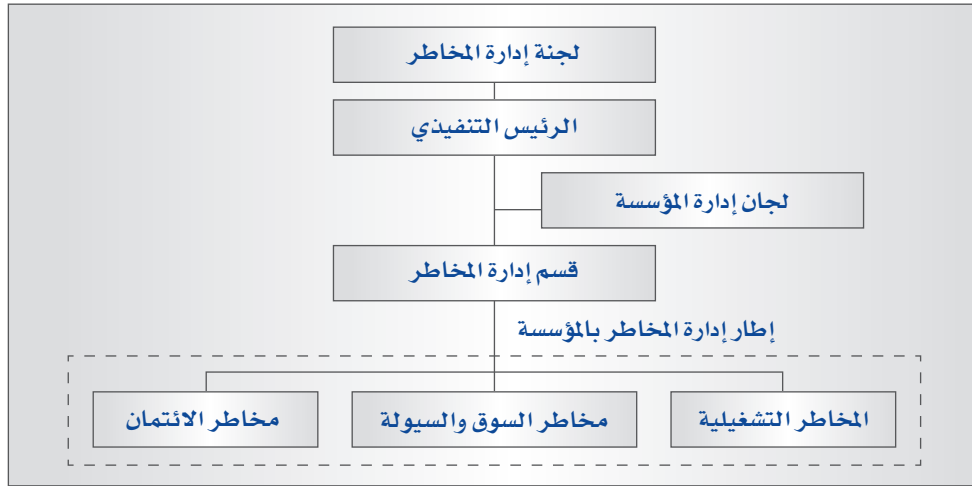 لجنة إدارة المخاطر
الرئيس التنفيذي
لجان إدارة المؤسسة
قسم إدارة المخاطر
إطار إدارة المخاطر بالمؤسسة
المخاطر التشغيلية
مخاطر السوق والسيولة
مخاطر الائتمان